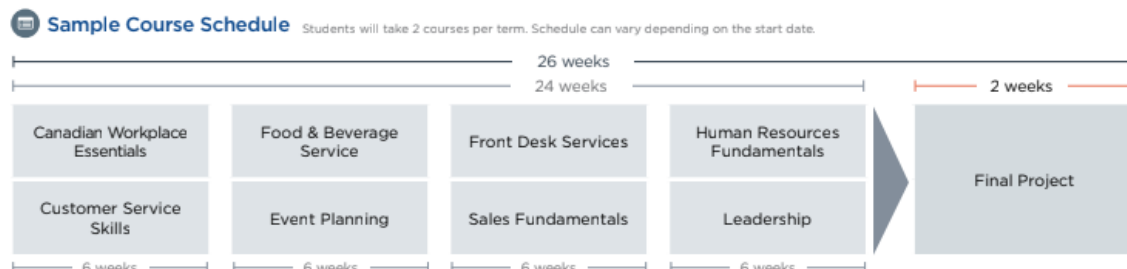 Sample Course Schedule Students will take 2 courses per term. Schedule can vary depending on the start date.
26 weeks
24 weeks
2 weeks
Canadian Workplace
Essentials
Food & Beverage
Service
Front Desk Services
Human Resources
Fundamentals
Final Project
Customer Service
Skills
Event Planning
Sales Fundamentals
Leadership
6 weeks
6 weeks
6 weeks
6 weeks